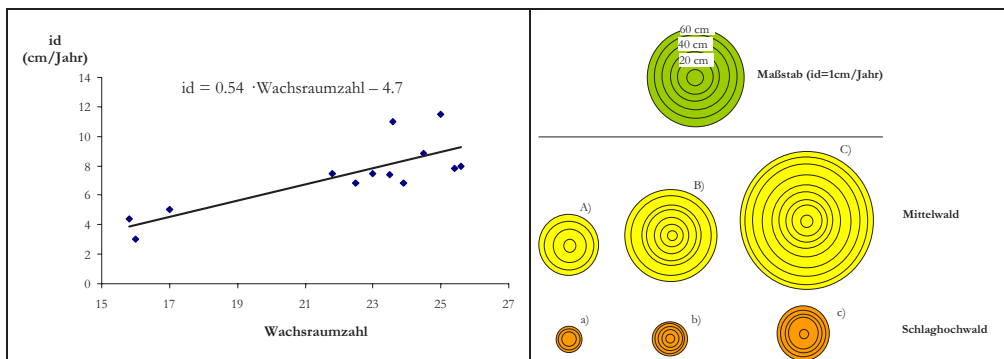 id
(cm/Jahr)
14
12
10
8
6
4
2
0
id = 0.54 ·Wachsraumzahl – 4.7
15
17
19
21
23
25
27
Wachsraumzahl
60 cm
40 cm
20 cm
Maßstab (id=1cm/Jahr)
A)
B)
C)
Mittelwald
a)
b)
c)
Schlaghochwald